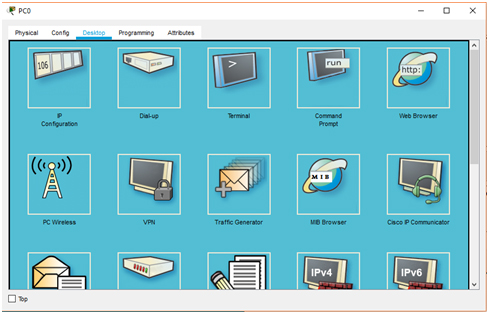 PC0
Physical Config Desktop Programming Attributes
106
>
run
http:
IP
Configuration
Dial-up
Terminal
Command
Prompt
Web Browser
MIB
PC Wireless
VPN
Traffic Generator
MIB Browser
Cisco IP Communicator
IPv4
IPv6
Top